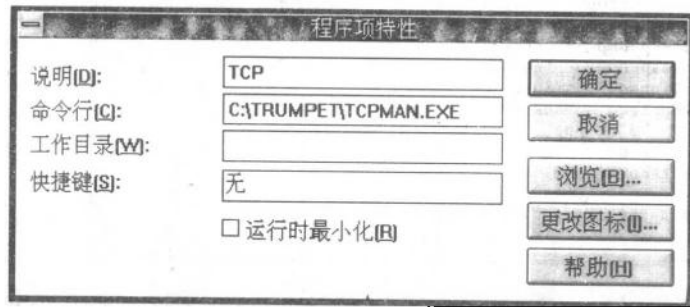 程序项特性
说明(D):
TCP
命令行(C):
C:\TRUMPET\TCPMAN.EXE
工作目录(W):
快捷键(S):
无
运行时最小化(R)
确定
取消
浏览(B)...
更改图标(I)...
帮助(H)